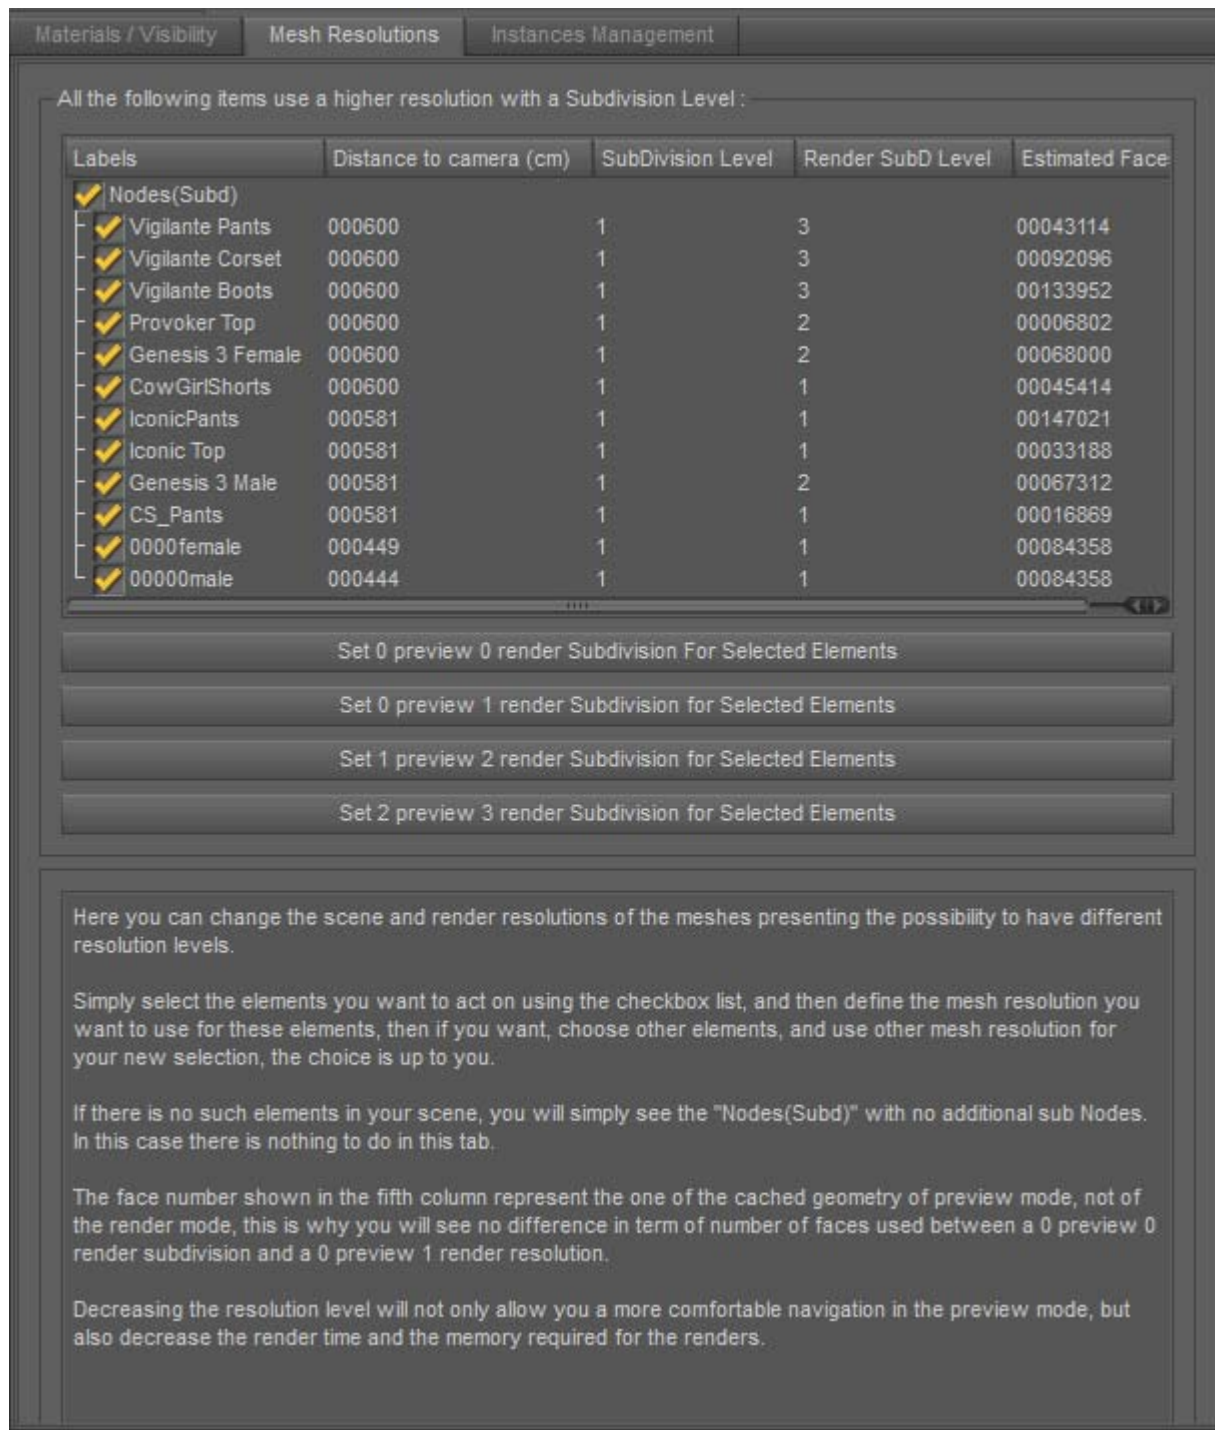 Materials / Visibility Mesh Resolutions Instances Management
All the following items use a higher resolution with a Subdivision Level :
Labels Distance to camera (cm) SubDivision Level Render SubD Level Estimated Face
Nodes(Subd)
Vigilante Pants 000600 1 3 00043114
Vigilante Corset 000600 1 3 00092096
Vigilante Boots 000600 1 3 00133952
Provoker Top 000600 1 2 00006802
Genesis 3 Female 000600 1 2 00068000
CowGirlShorts 000600 1 1 00045414
IconicPants 000581 1 1 00147021
Iconic Top 000581 1 1 00033188
Genesis 3 Male 000581 1 2 00067312
CS_Pants 000581 1 1 00016869
0000female 000449 1 1 00084358
00000male 000444 1 1 00084358
Set 0 preview 0 render Subdivision For Selected Elements
Set 0 preview 1 render Subdivision for Selected Elements
Set 1 preview 2 render Subdivision for Selected Elements
Set 2 preview 3 render Subdivision for Selected Elements
Here you can change the scene and render resolutions of the meshes presenting the possibility to have different
resolution levels.
Simply select the elements you want to act on using the checkbox list, and then define the mesh resolution you
want to use for these elements, then if you want, choose other elements, and use other mesh resolution for
your new selection, the choice is up to you.
If there is no such elements in your scene, you will simply see the "Nodes(Subd)" with no additional sub Nodes.
In this case there is nothing to do in this tab.
The face number shown in the fifth column represent the one of the cached geometry of preview mode, not of
the render mode, this is why you will see no difference in term of number of faces used between a 0 preview 0
render subdivision and a 0 preview 1 render resolution.
Decreasing the resolution level will not only allow you a more comfortable navigation in the preview mode, but
also decrease the render time and the memory required for the renders.